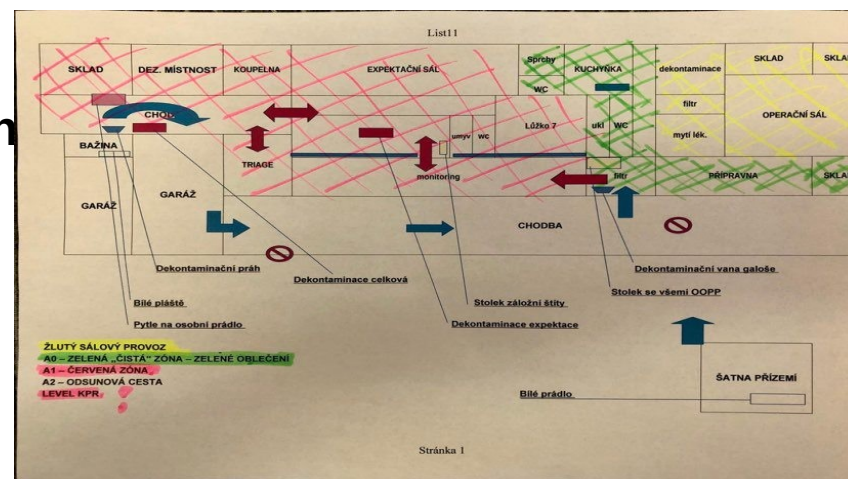 List11
SKLAD
DEZ. MÍSTNOST
KOUPELNA
EXPEKTAČNÍ SÁL
Sprchy
WC
KUCHYŇKA
dekontaminace
SKLAD
filtr
OPERAČNÍ SÁL
mytí lék.
BAŽINA
TRIAGE
umyv
WC
Lůžko 7
ukl
WC
monitoring
filtr
PŘÍPRAVNA
GARÁŽ
GARÁŽ
CHODBA
Dekontaminační práh
Dekontaminace celková
Dekontaminační vana galoše
Bílé pláště
Stolek záložní štíty
Stolek se všemi OOPP
Pytle na osobní prádlo
Dekontaminace expektace
ŽLUTÝ SÁLOVÝ PROVOZ
A0 – ZELENÁ „ČISTÁ“ ZÓNA – ZELENÉ OBLEČENÍ
A1 – ČERVENÁ ZÓNA
A2 – ODSUNOVÁ CESTA
LEVEL KPR
ŠATNA PŘÍZEMÍ
Bílé prádlo
Stránka 1